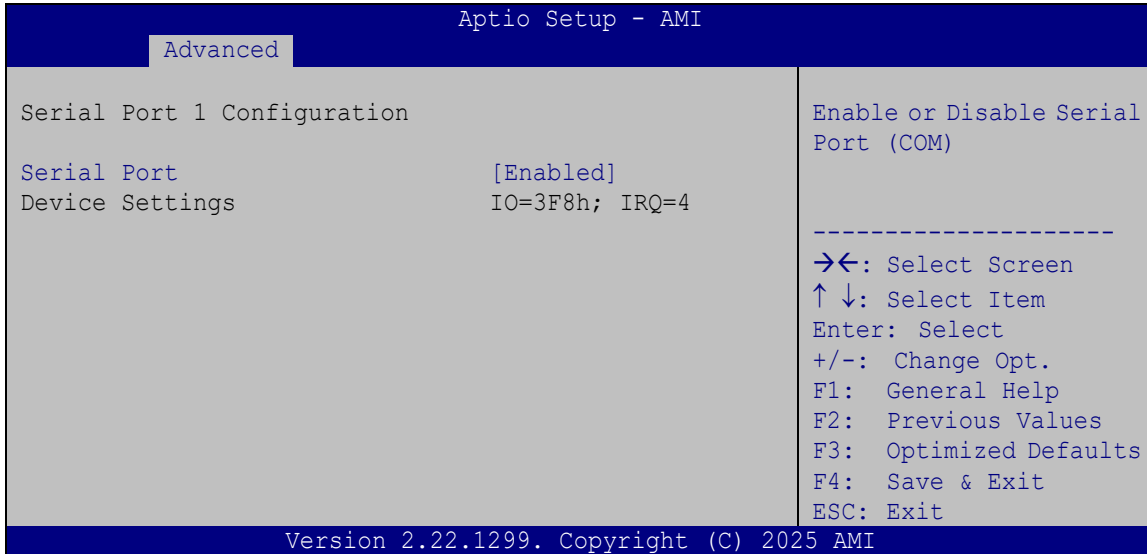 Aptio Setup - AMI
Advanced
Serial Port 1 Configuration
Serial Port [Enabled]
Device Settings IO=3F8h; IRQ=4
Enable or Disable Serial
Port (COM)
----------------------
→←: Select Screen
↑ ↓: Select Item
Enter: Select
+/-: Change Opt.
F1: General Help
F2: Previous Values
F3: Optimized Defaults
F4: Save & Exit
ESC: Exit
Version 2.22.1299. Copyright (C) 2025 AMI